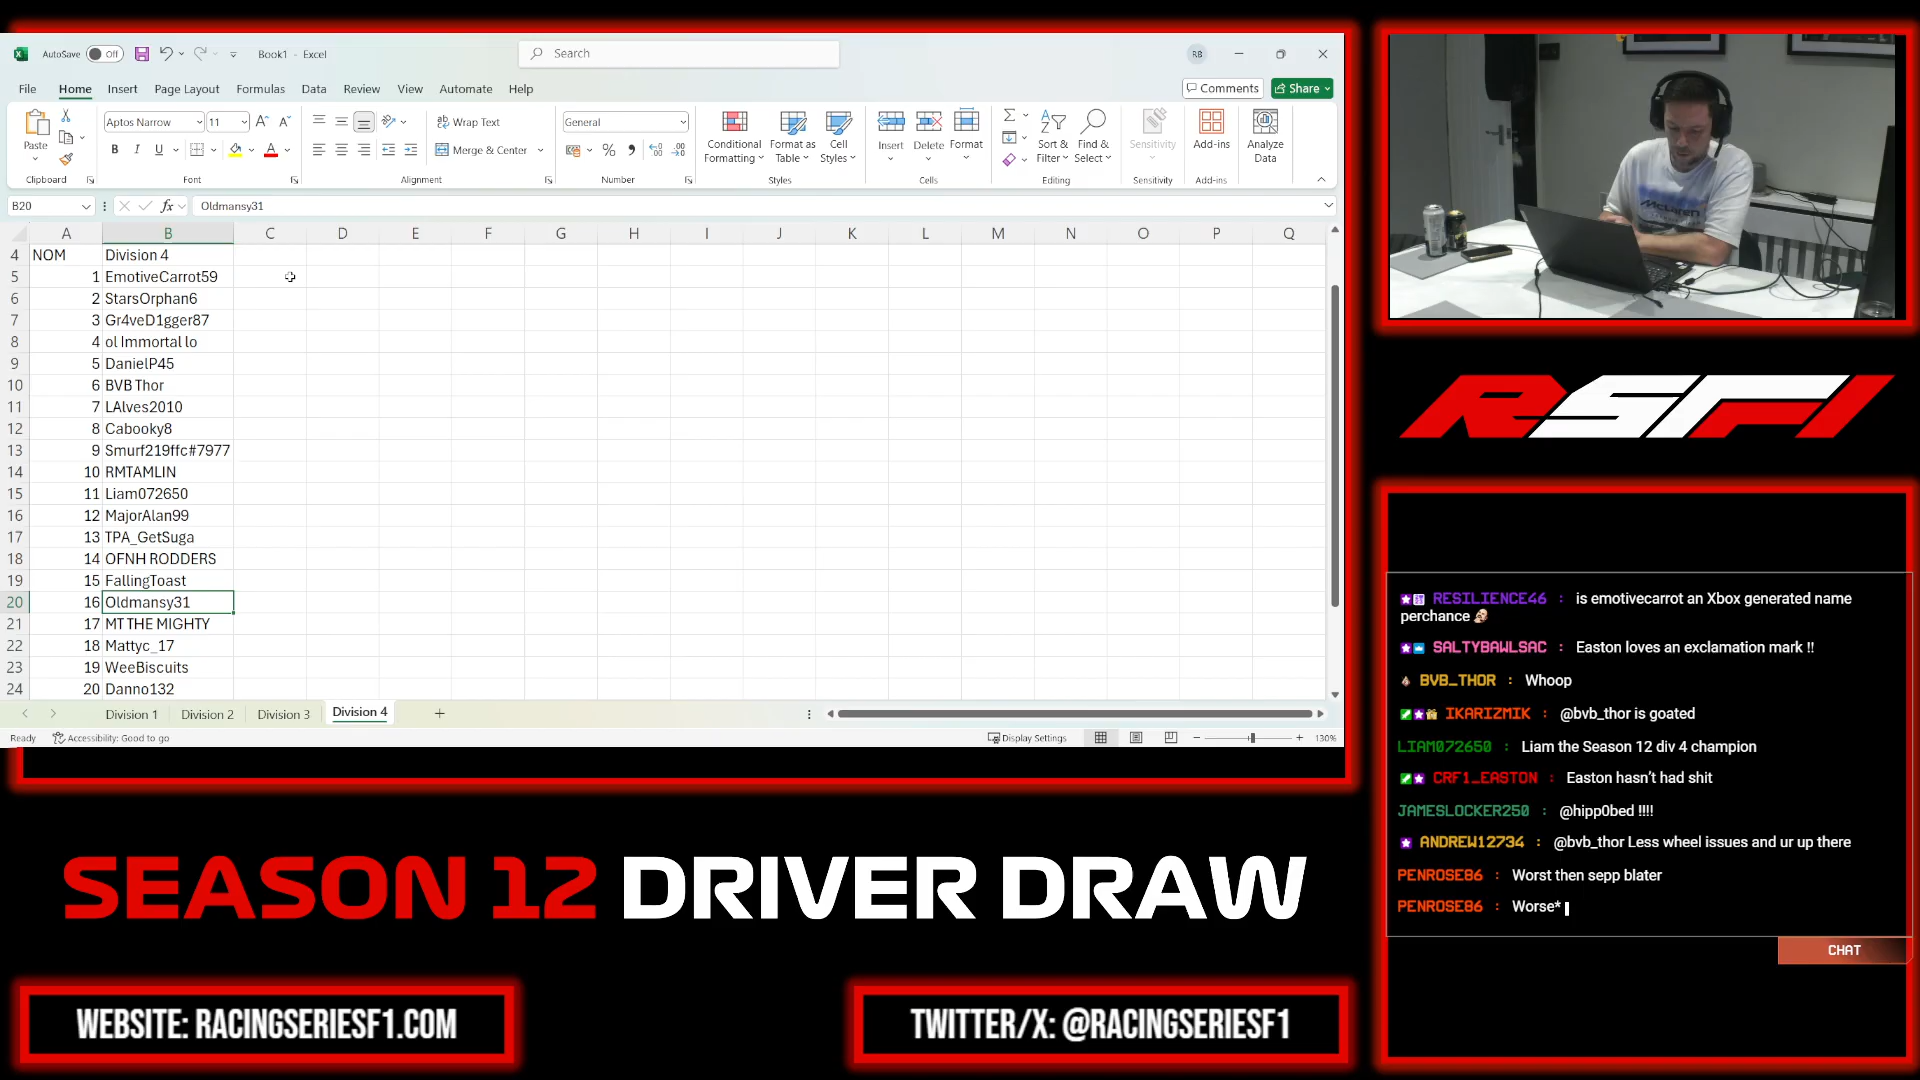 AutoSave Off Book1 - Excel Search RB
File Home Insert Page Layout Formulas Data Review View Automate Help Comments Share
Paste Aptos Narrow 11 Wrap Text General Conditional Formatting Format as Table Cell Styles Insert Delete Format Sort & Filter Find & Select Sensitivity Add-ins Analyze Data
B I U Merge & Center
Clipboard Font Alignment Number Styles Cells Editing Sensitivity Add-ins
B20 fx Oldmansy31
A B C D E F G H I J K L M N O P Q
4 NOM Division 4
5 1 EmotiveCarrot59
6 2 StarsOrphan6
7 3 Gr4veD1gger87
8 4 ol Immortal lo
9 5 DanielP45
10 6 BVB Thor
11 7 LAlves2010
12 8 Cabooky8
13 9 Smurf219ffc#7977
14 10 RMTAMLIN
15 11 Liam072650
16 12 MajorAlan99
17 13 TPA_GetSuga
18 14 OFNH RODDERS
19 15 FallingToast
20 16 Oldmansy31
21 17 MT THE MIGHTY
22 18 Mattyc_17
23 19 WeeBiscuits
24 20 Danno132
Division 1 Division 2 Division 3 Division 4
Ready Accessibility: Good to go Display Settings 130%
McLaren
RSF1
RESILIENCE46 : is emotivecarrot an Xbox generated name
perchance
SALTYBAWLSAC : Easton loves an exclamation mark !!
BVB_THOR : Whoop
IKARIZMIK : @bvb_thor is goated
LIAM072650 : Liam the Season 12 div 4 champion
CRF1_EASTON : Easton hasn't had shit
JAMESLOCKER250 : @hipp0bed !!!!
ANDREW12734 : @bvb_thor Less wheel issues and ur up there
PENROSE86 : Worst then sepp blater
PENROSE86 : Worse*
CHAT
SEASON 12 DRIVER DRAW
WEBSITE: RACINGSERIESF1.COM
TWITTER/X: @RACINGSERIESF1